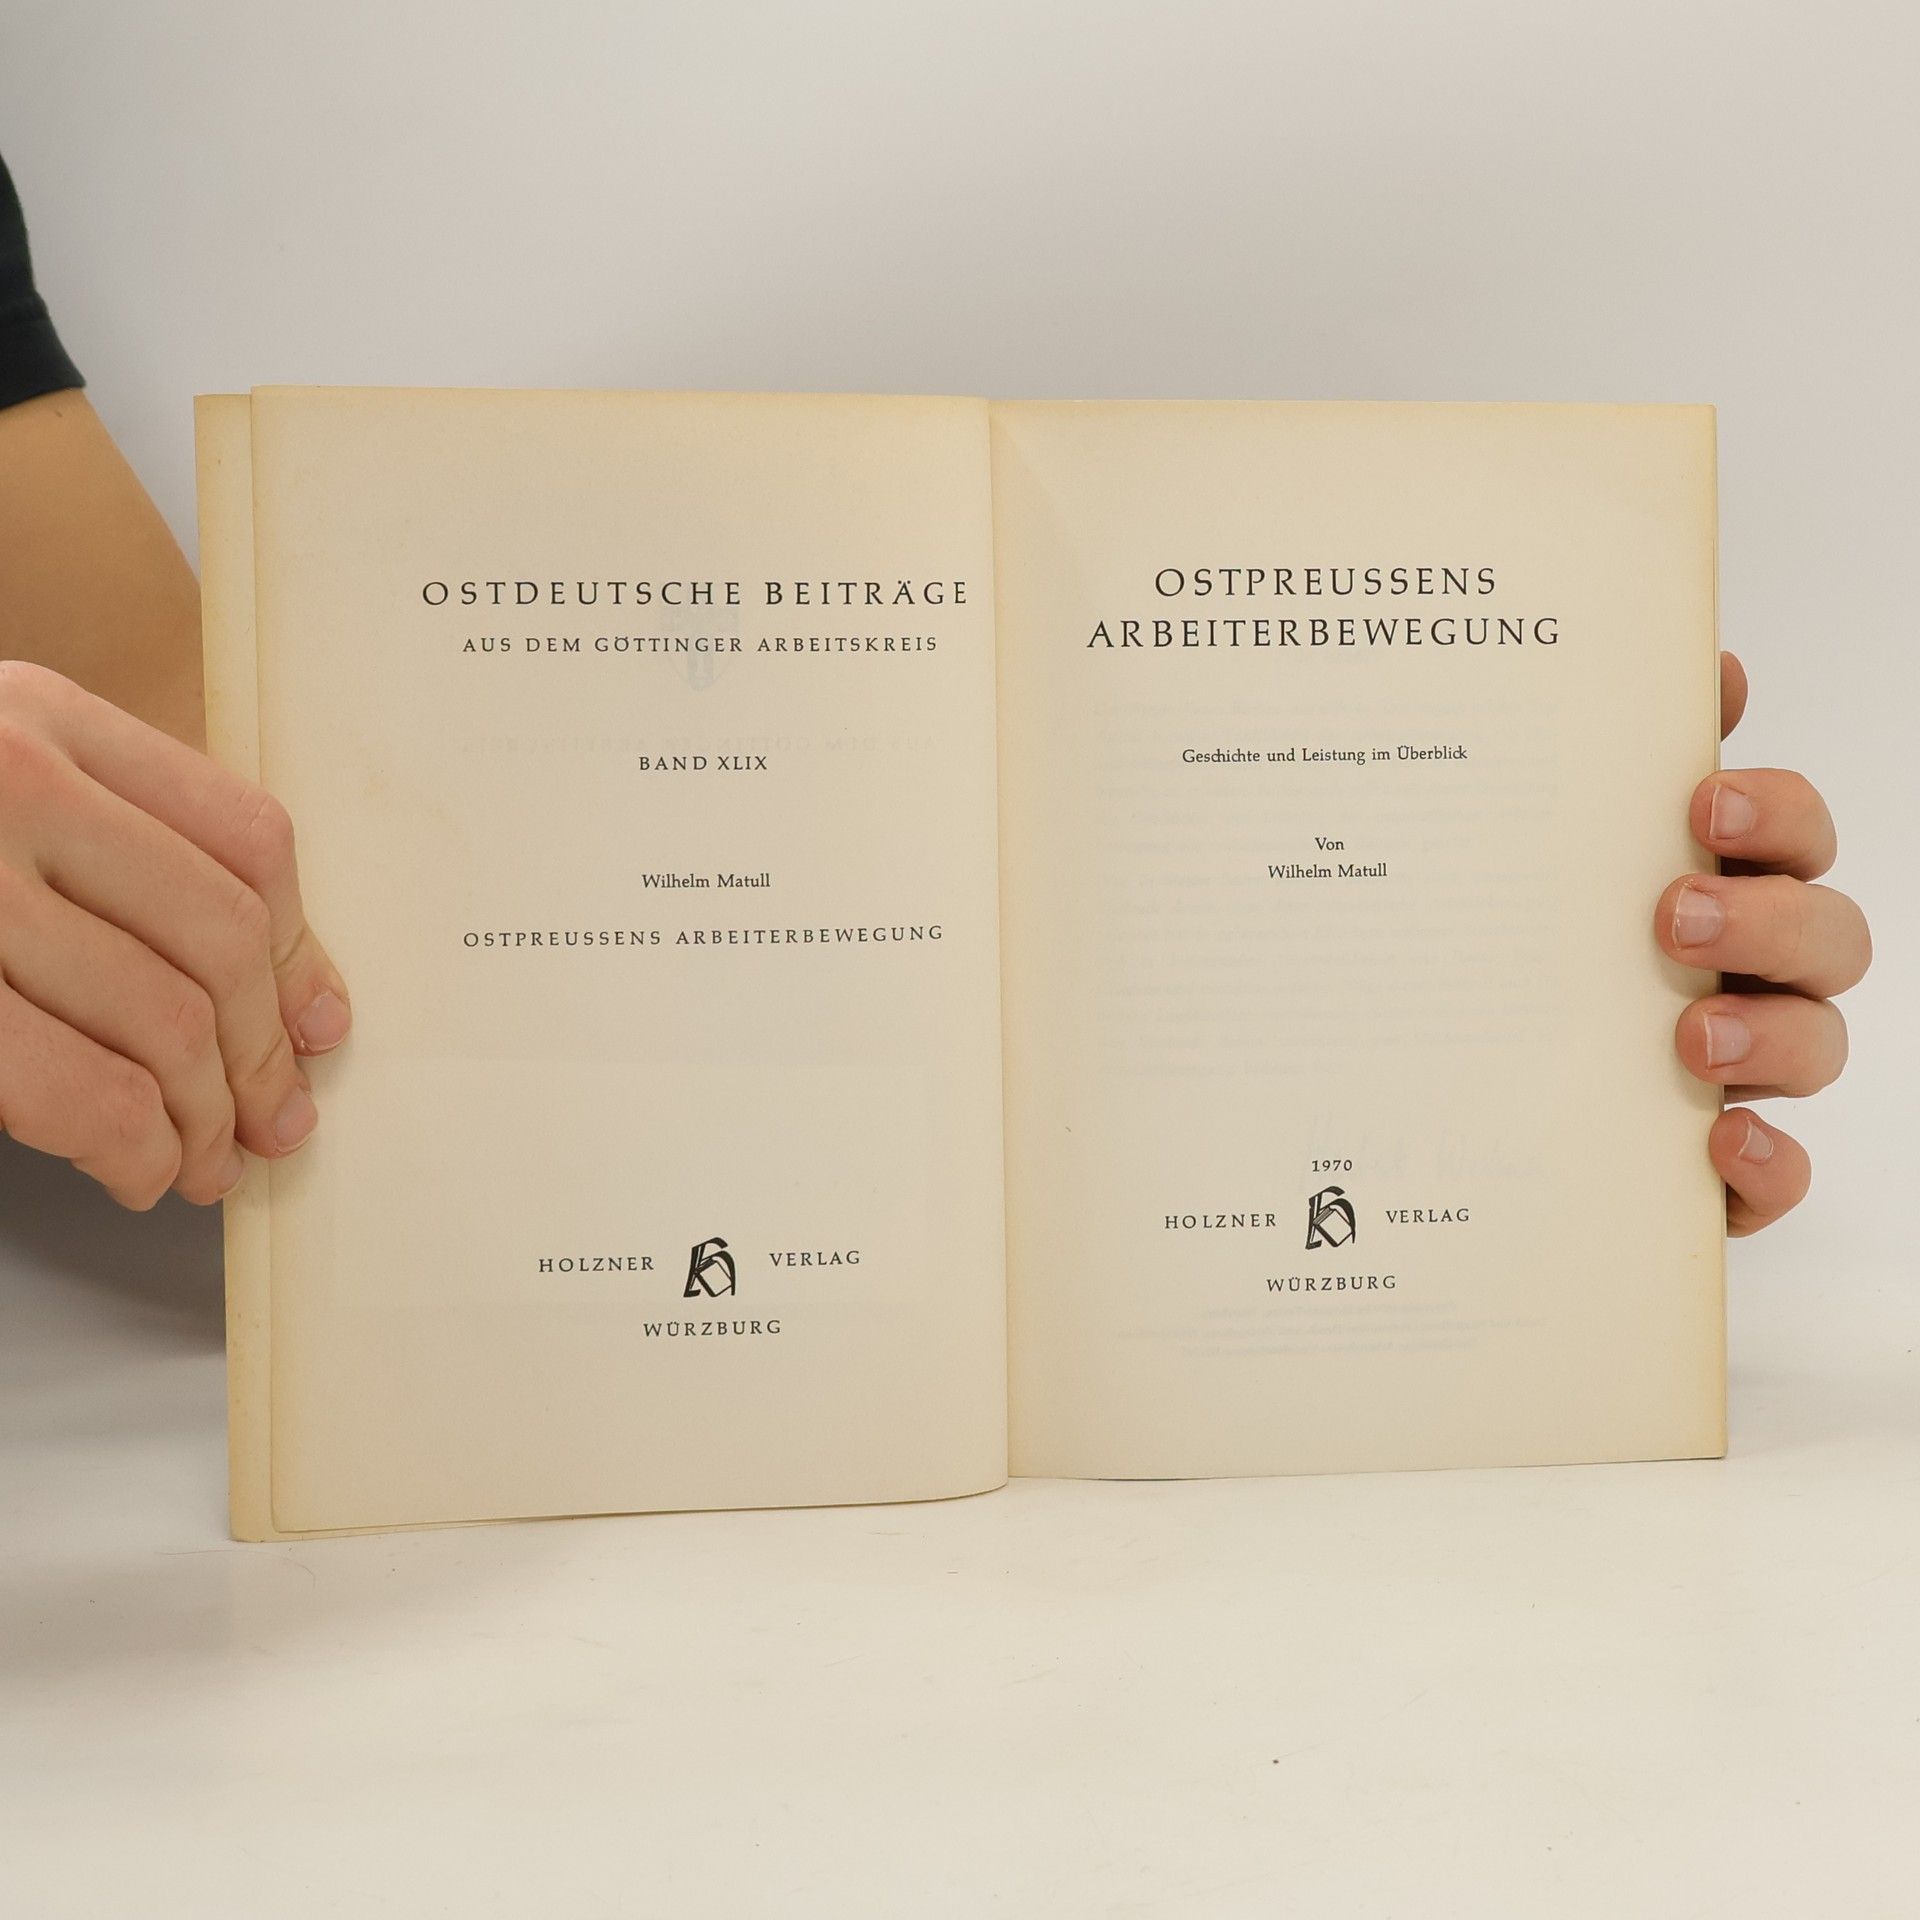 OSTDEUTSCHE BEITRÄGE
AUS DEM GÖTTINGER ARBEITSKREIS
BAND XLIX
Wilhelm Matull
OSTPREUSSENS ARBEITERBEWEGUNG
HOLZNER VERLAG
WÜRZBURG
OSTPREUSSENS
ARBEITERBEWEGUNG
Geschichte und Leistung im Überblick
Von
Wilhelm Matull
1970
HOLZNER VERLAG
WÜRZBURG